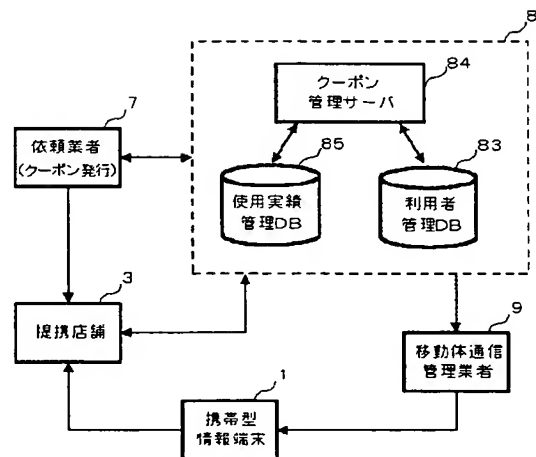 8
84
クーポン
管理サーバ
7
依頼業者
(クーポン発行)
85
使用実績
管理DB
83
利用者
管理DB
3
提携店舗
9
移動体通信
管理業者
1
携帯型
情報端末